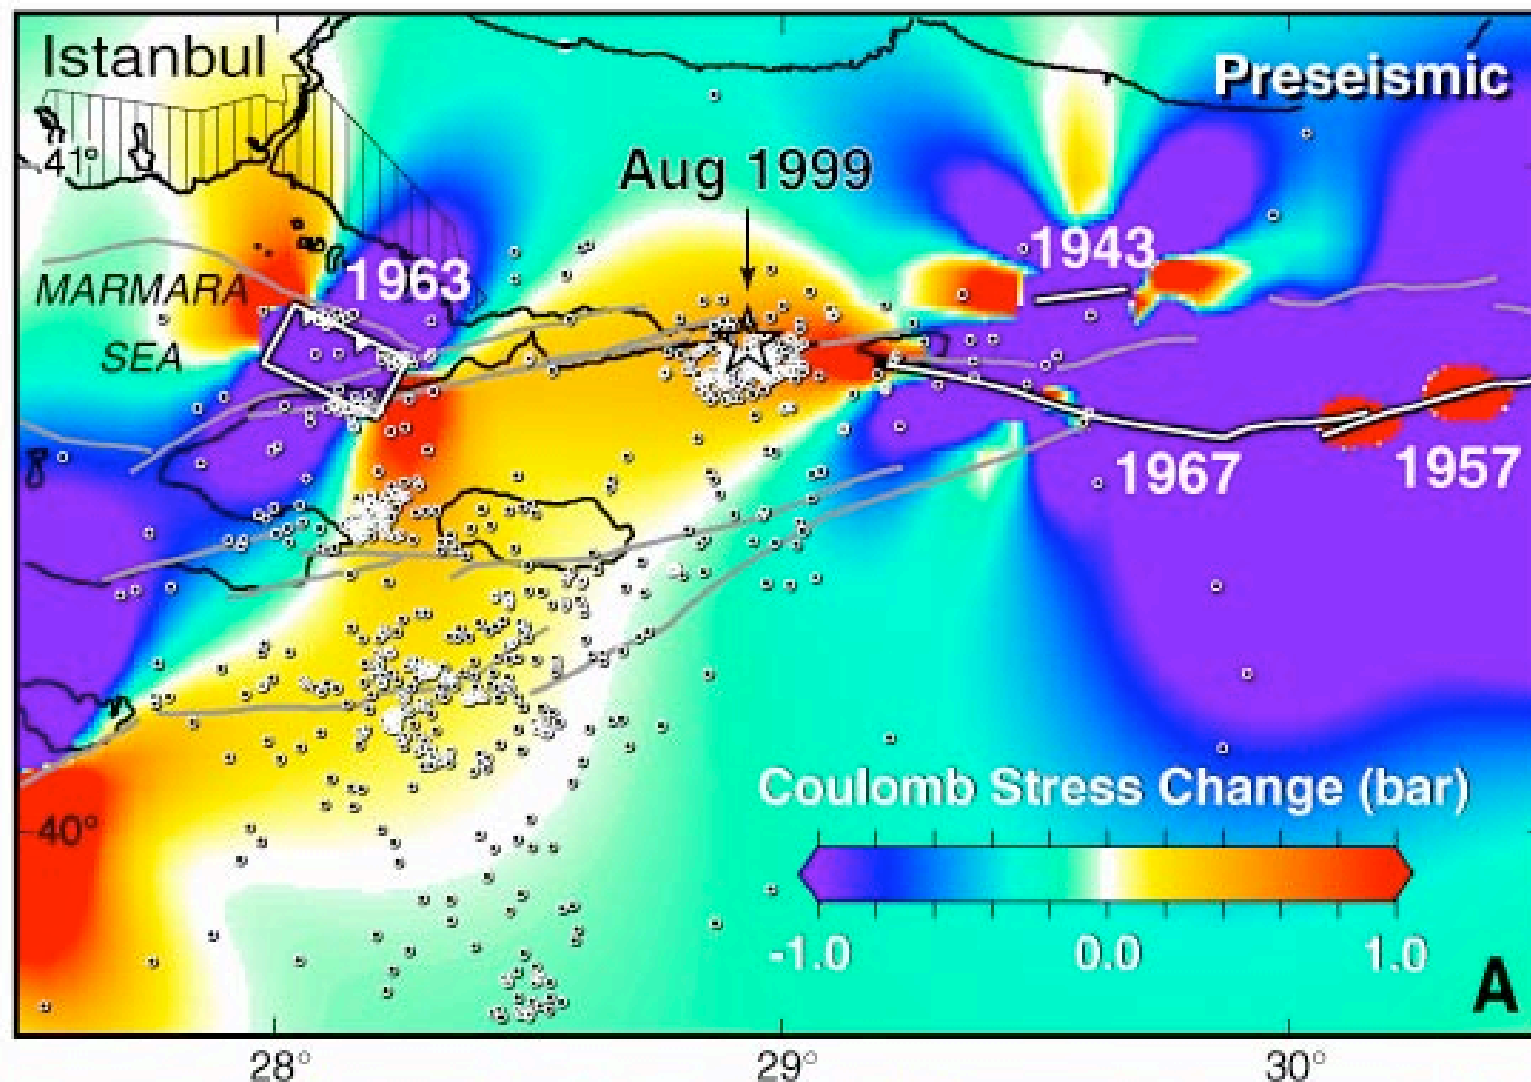 Istanbul
Preseismic
41°
Aug 1999
1943
1963
MARMARA
SEA
1967
1957
Coulomb Stress Change (bar)
40°
-1.0 0.0 1.0
A
28° 29° 30°